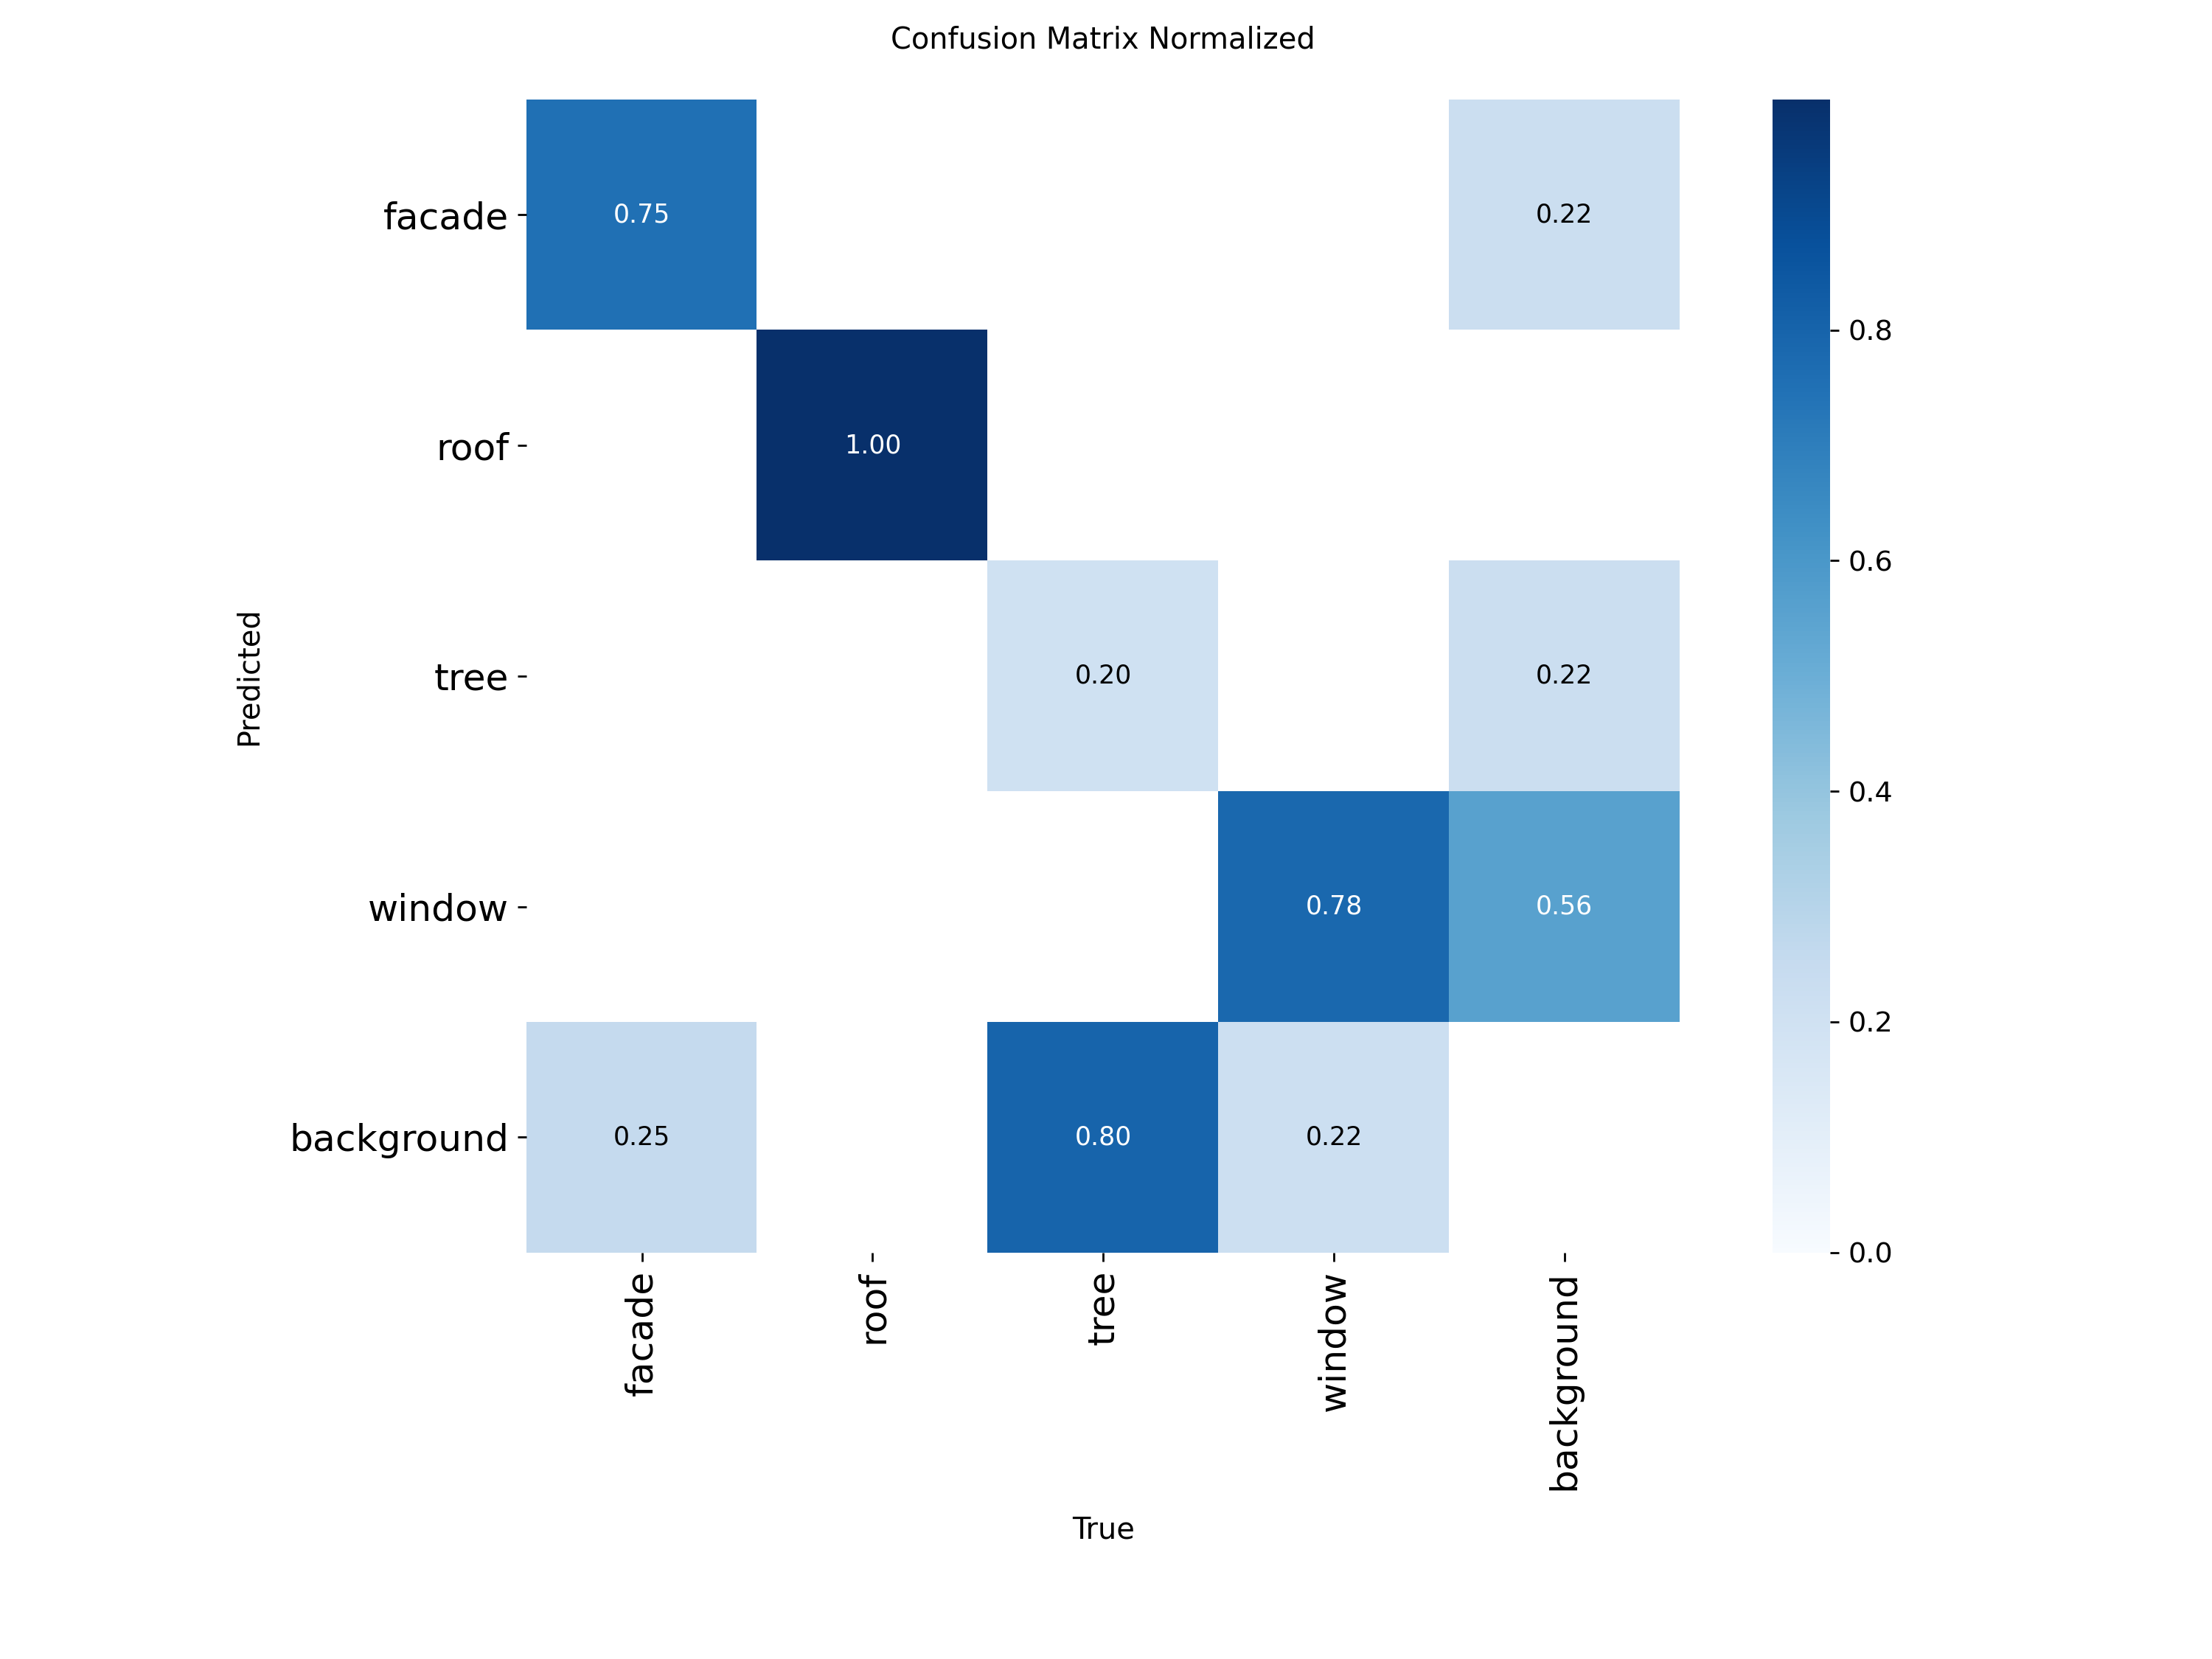 Confusion Matrix Normalized
facade
0.75
0.22
0.8
roof
1.00
0.6
tree
0.20
0.22
Predicted
0.4
window
0.78
0.56
0.2
background
0.25
0.80
0.22
0.0
facade
roof
tree
window
background
True